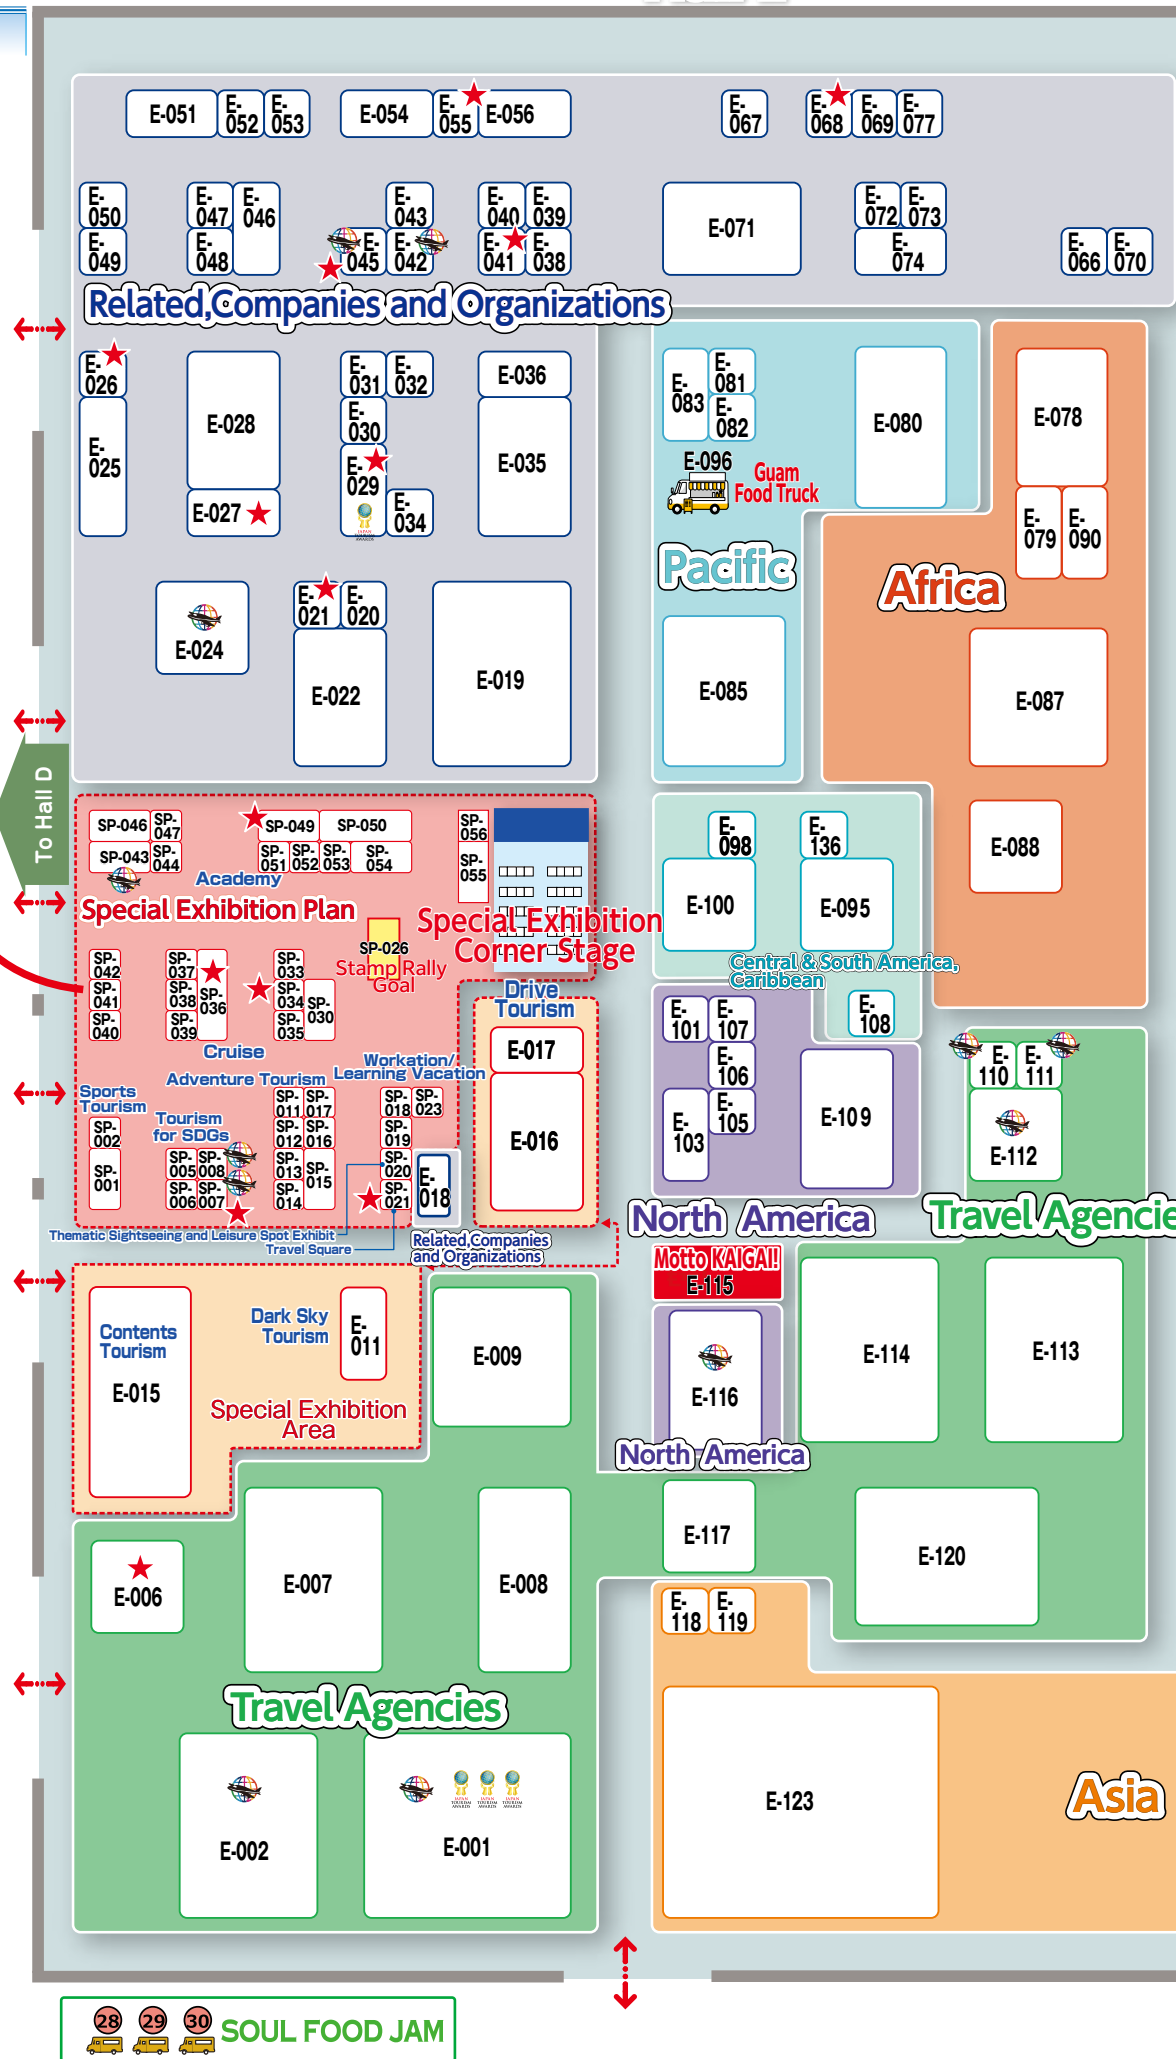 E-051
E-
052
E-
053
E-054
E-
055
E-056
E-
067
E-
068
E-
069
E-
077
E-
050
E-
049
E-
047
E-
048
E-
046
E-
043
045
E-
042
E-
040
E-
039
E-
041
E-
038
E-071
E-
072
E-
073
E-
074
E-
066
E-
070
Related,Companies and Organizations
E-
026
E-
025
E-028
E-027
E-
031
E-
032
E-
030
E-
029
JAPAN
TOURISM
AWARDS
E-
034
E-036
E-035
E-024
E-
021
E-
020
E-022
E-019
E-
083
E-
081
E-
082
E-080
E-096
Guam
Food Truck
Pacific
E-085
E-078
E-
079
E-
090
Africa
E-087
E-088
To Hall D
SP-046
SP-
047
SP-043
SP-
044
SP-049
SP-050
SP-
051
SP-
052
SP-
053
SP-
054
SP-
056
SP-
055
Academy
Special Exhibition Plan
Special Exhibition
Corner Stage
SP-026
Stamp Rally
Goal
SP-
042
SP-
041
SP-
040
SP-
037
SP-
038
SP-
039
SP-
036
SP-
033
SP-
034
SP-
035
SP-
030
Cruise
Adventure Tourism
Workation/
Learning Vacation
Sports
Tourism
SP-
002
SP-
001
Tourism
for SDGs
SP-
005
SP-
008
SP-
006
SP-
007
SP-
011
SP-
017
SP-
012
SP-
016
SP-
013
SP-
015
SP-
014
SP-
018
SP-
023
SP-
019
SP-
020
SP-
021
E-
018
Thematic Sightseeing and Leisure Spot Exhibit
Travel Square
Related,Companies
and Organizations
Drive
Tourism
E-017
E-016
E-
098
E-
136
E-100
E-095
Central & South America,
Caribbean
E-
108
E-
101
E-
107
E-
106
E-
105
E-
103
E-109
North America
E-
110
E-
111
E-112
Travel Agencie
Motto KAIGAI!
E-115
E-116
North America
E-114
E-113
Contents
Tourism
E-015
Dark Sky
Tourism
E-
011
Special Exhibition
Area
E-009
E-006
E-007
E-008
E-117
E-120
E-
118
E-
119
Travel Agencies
E-002
E-001
JAPAN
TOURISM
AWARDS
JAPAN
TOURISM
AWARDS
JAPAN
TOURISM
AWARDS
E-123
Asia
28
29
30
SOUL FOOD JAM